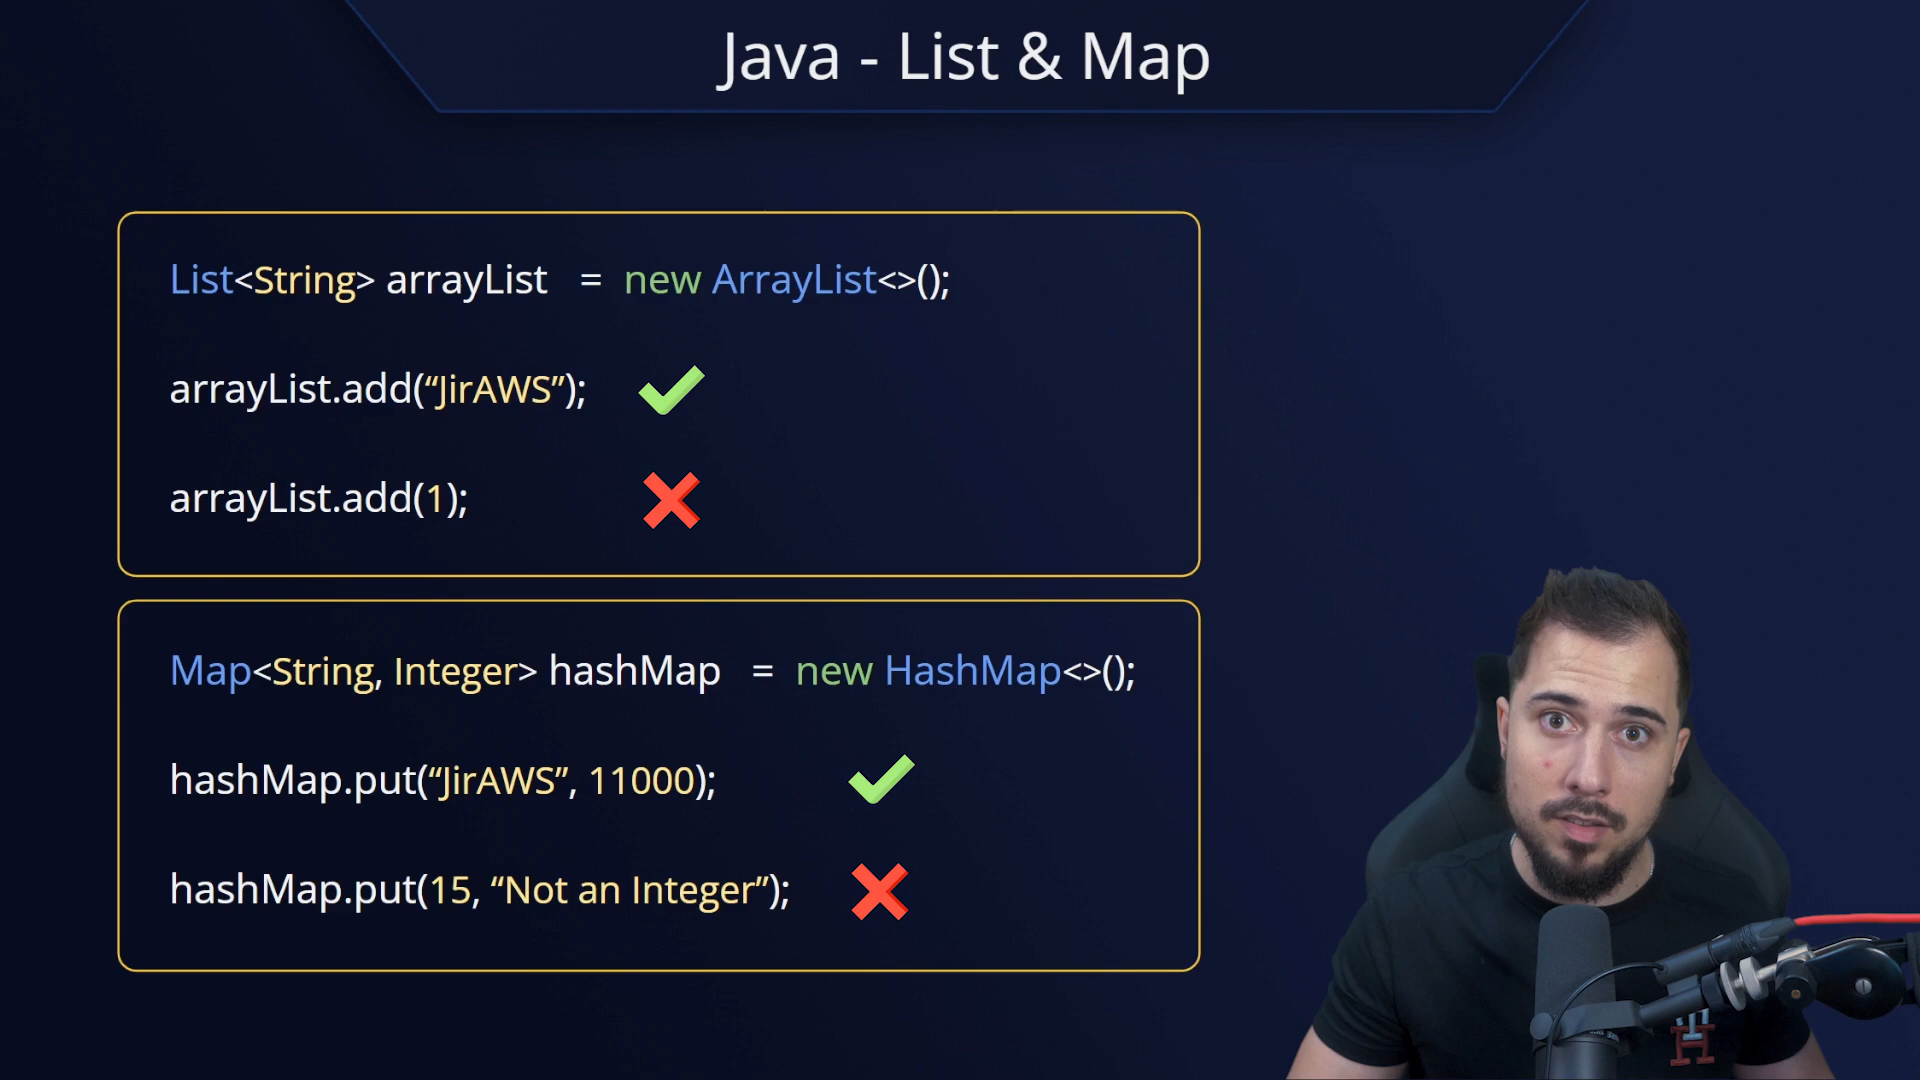 Java - List & Map
List<String> arrayList = new ArrayList<>();
arrayList.add(“JirAWS”);
arrayList.add(1);
Map<String, Integer> hashMap = new HashMap<>();
hashMap.put(“JirAWS”, 11000);
hashMap.put(15, “Not an Integer”);